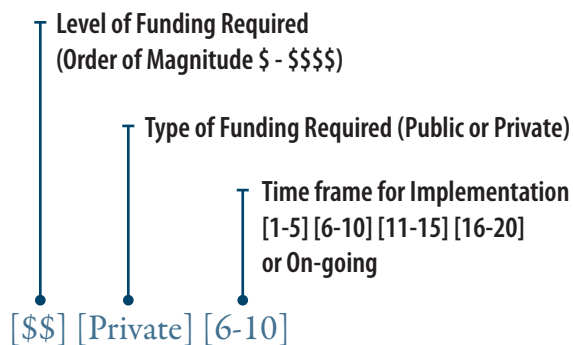 Level of Funding Required
(Order of Magnitude $ - $$$$)
Type of Funding Required (Public or Private)
Time frame for Implementation
[1-5] [6-10] [11-15] [16-20]
or On-going
[$$] [Private] [6-10]